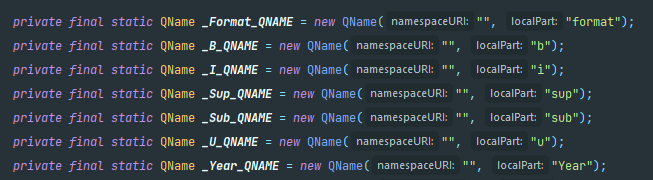 private final static QName _Format_QNAME = new QName( namespaceURI: "", localPart: "format");
private final static QName _B_QNAME = new QName( namespaceURI: "", localPart: "b");
private final static QName _I_QNAME = new QName( namespaceURI: "", localPart: "i");
private final static QName _Sup_QNAME = new QName( namespaceURI: "", localPart: "sup");
private final static QName _Sub_QNAME = new QName( namespaceURI: "", localPart: "sub");
private final static QName _U_QNAME = new QName( namespaceURI: "", localPart: "u");
private final static QName _Year_QNAME = new QName( namespaceURI: "", localPart: "Year");